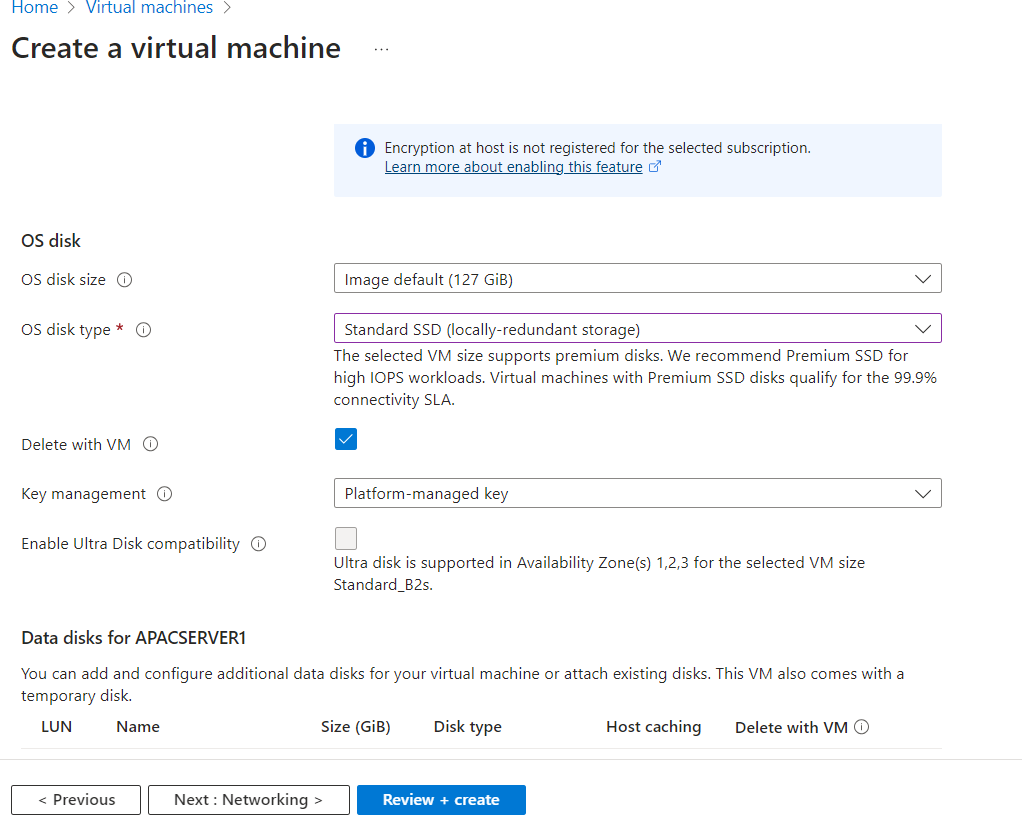 Home > Virtual machines >
Create a virtual machine ...
Encryption at host is not registered for the selected subscription.
Learn more about enabling this feature
OS disk
OS disk size
Image default (127 GiB)
OS disk type *
Standard SSD (locally-redundant storage)
The selected VM size supports premium disks. We recommend Premium SSD for
high IOPS workloads. Virtual machines with Premium SSD disks qualify for the 99.9%
connectivity SLA.
Delete with VM
Key management
Platform-managed key
Enable Ultra Disk compatibility
Ultra disk is supported in Availability Zone(s) 1,2,3 for the selected VM size
Standard_B2s.
Data disks for APACSERVER1
You can add and configure additional data disks for your virtual machine or attach existing disks. This VM also comes with a
temporary disk.
LUN Name Size (GiB) Disk type Host caching Delete with VM
< Previous Next : Networking > Review + create